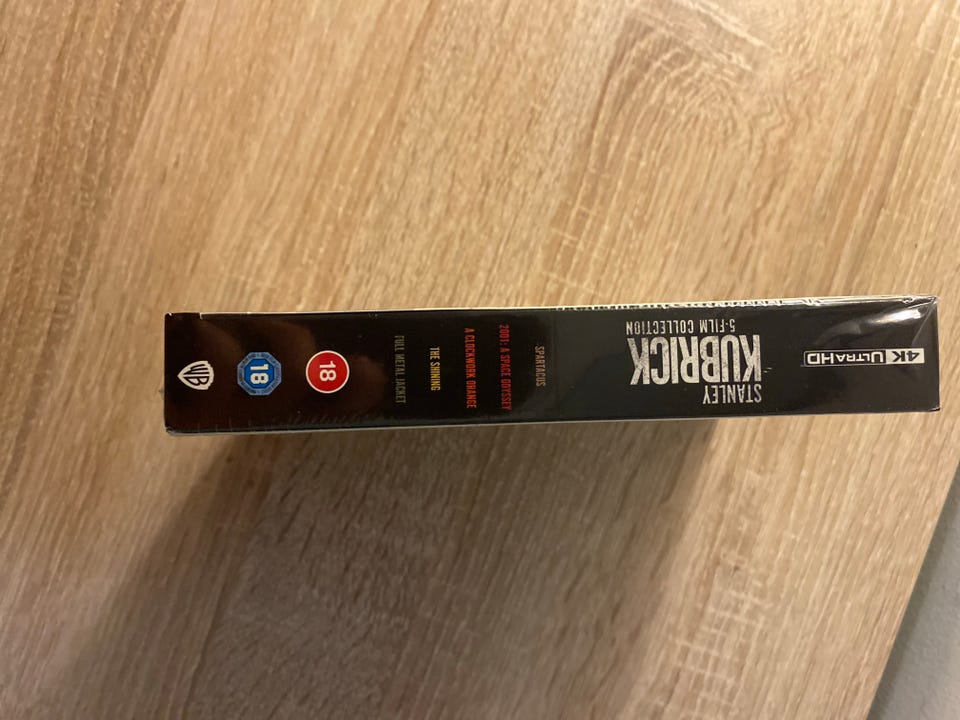 4K ULTRA HD
STANLEY
KUBRICK
5-FILM COLLECTION
SPARTACUS
2001: A SPACE ODYSSEY
A CLOCKWORK ORANGE
THE SHINING
FULL METAL JACKET
18
18
WB